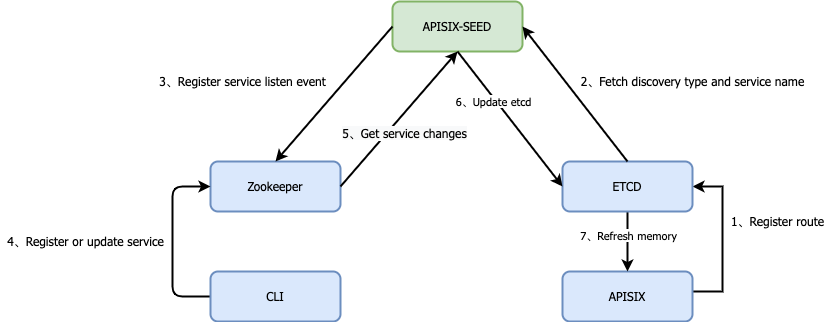 APISIX-SEED
3、Register service listen event
2、Fetch discovery type and service name
6、Update etcd
5、Get service changes
Zookeeper
ETCD
1、Register route
7、Refresh memory
4、Register or update service
CLI
APISIX